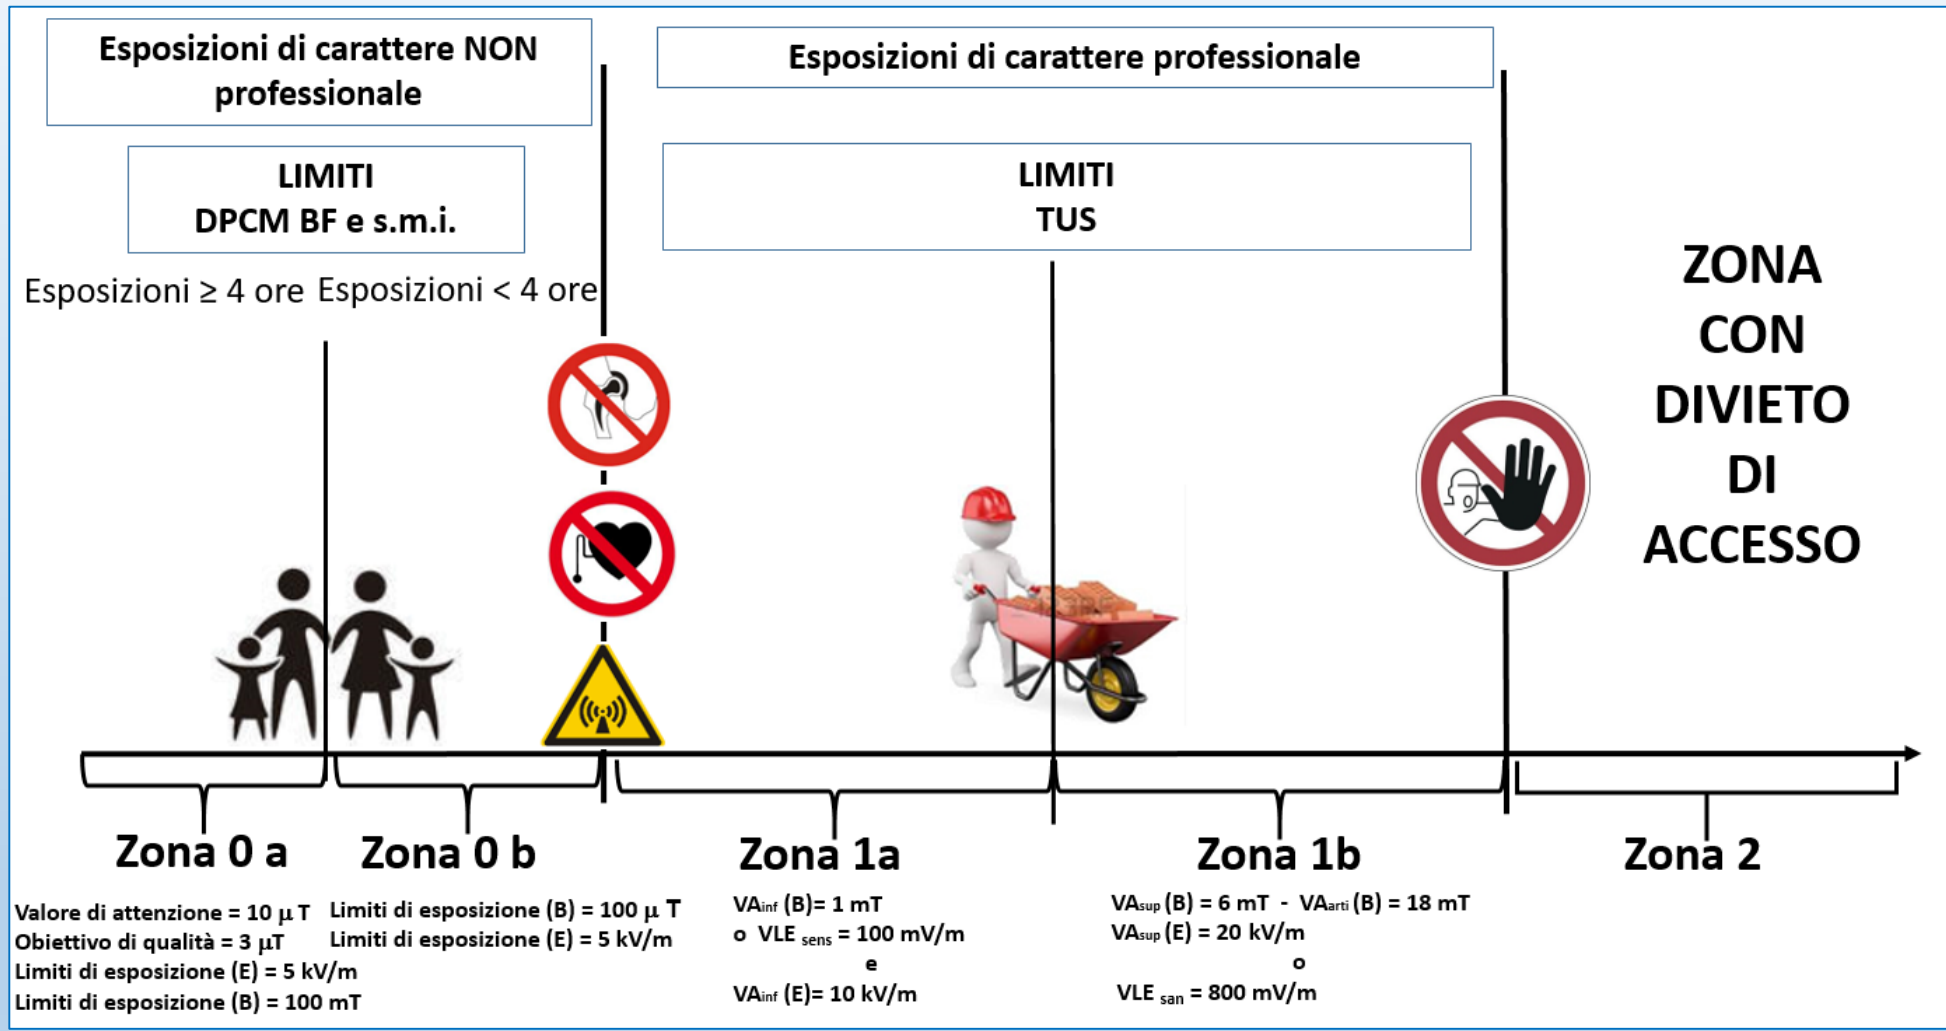 Esposizioni di carattere NON
professionale
Esposizioni di carattere professionale
LIMITI
DPCM BF e s.m.i.
LIMITI
TUS
Esposizioni ≥ 4 ore
Esposizioni < 4 ore
ZONA
CON
DIVIETO
DI
ACCESSO
Zona 0 a
Zona 0 b
Zona 1a
Zona 1b
Zona 2
Valore di attenzione = 10 μ T
Obiettivo di qualità = 3 μT
Limiti di esposizione (E) = 5 kV/m
Limiti di esposizione (B) = 100 mT
Limiti di esposizione (B) = 100 μ T
Limiti di esposizione (E) = 5 kV/m
VAinf (B)= 1 mT
o VLE sens = 100 mV/m
e
VAinf (E)= 10 kV/m
VAsup (B) = 6 mT - VAarti (B) = 18 mT
VAsup (E) = 20 kV/m
o
VLE san = 800 mV/m